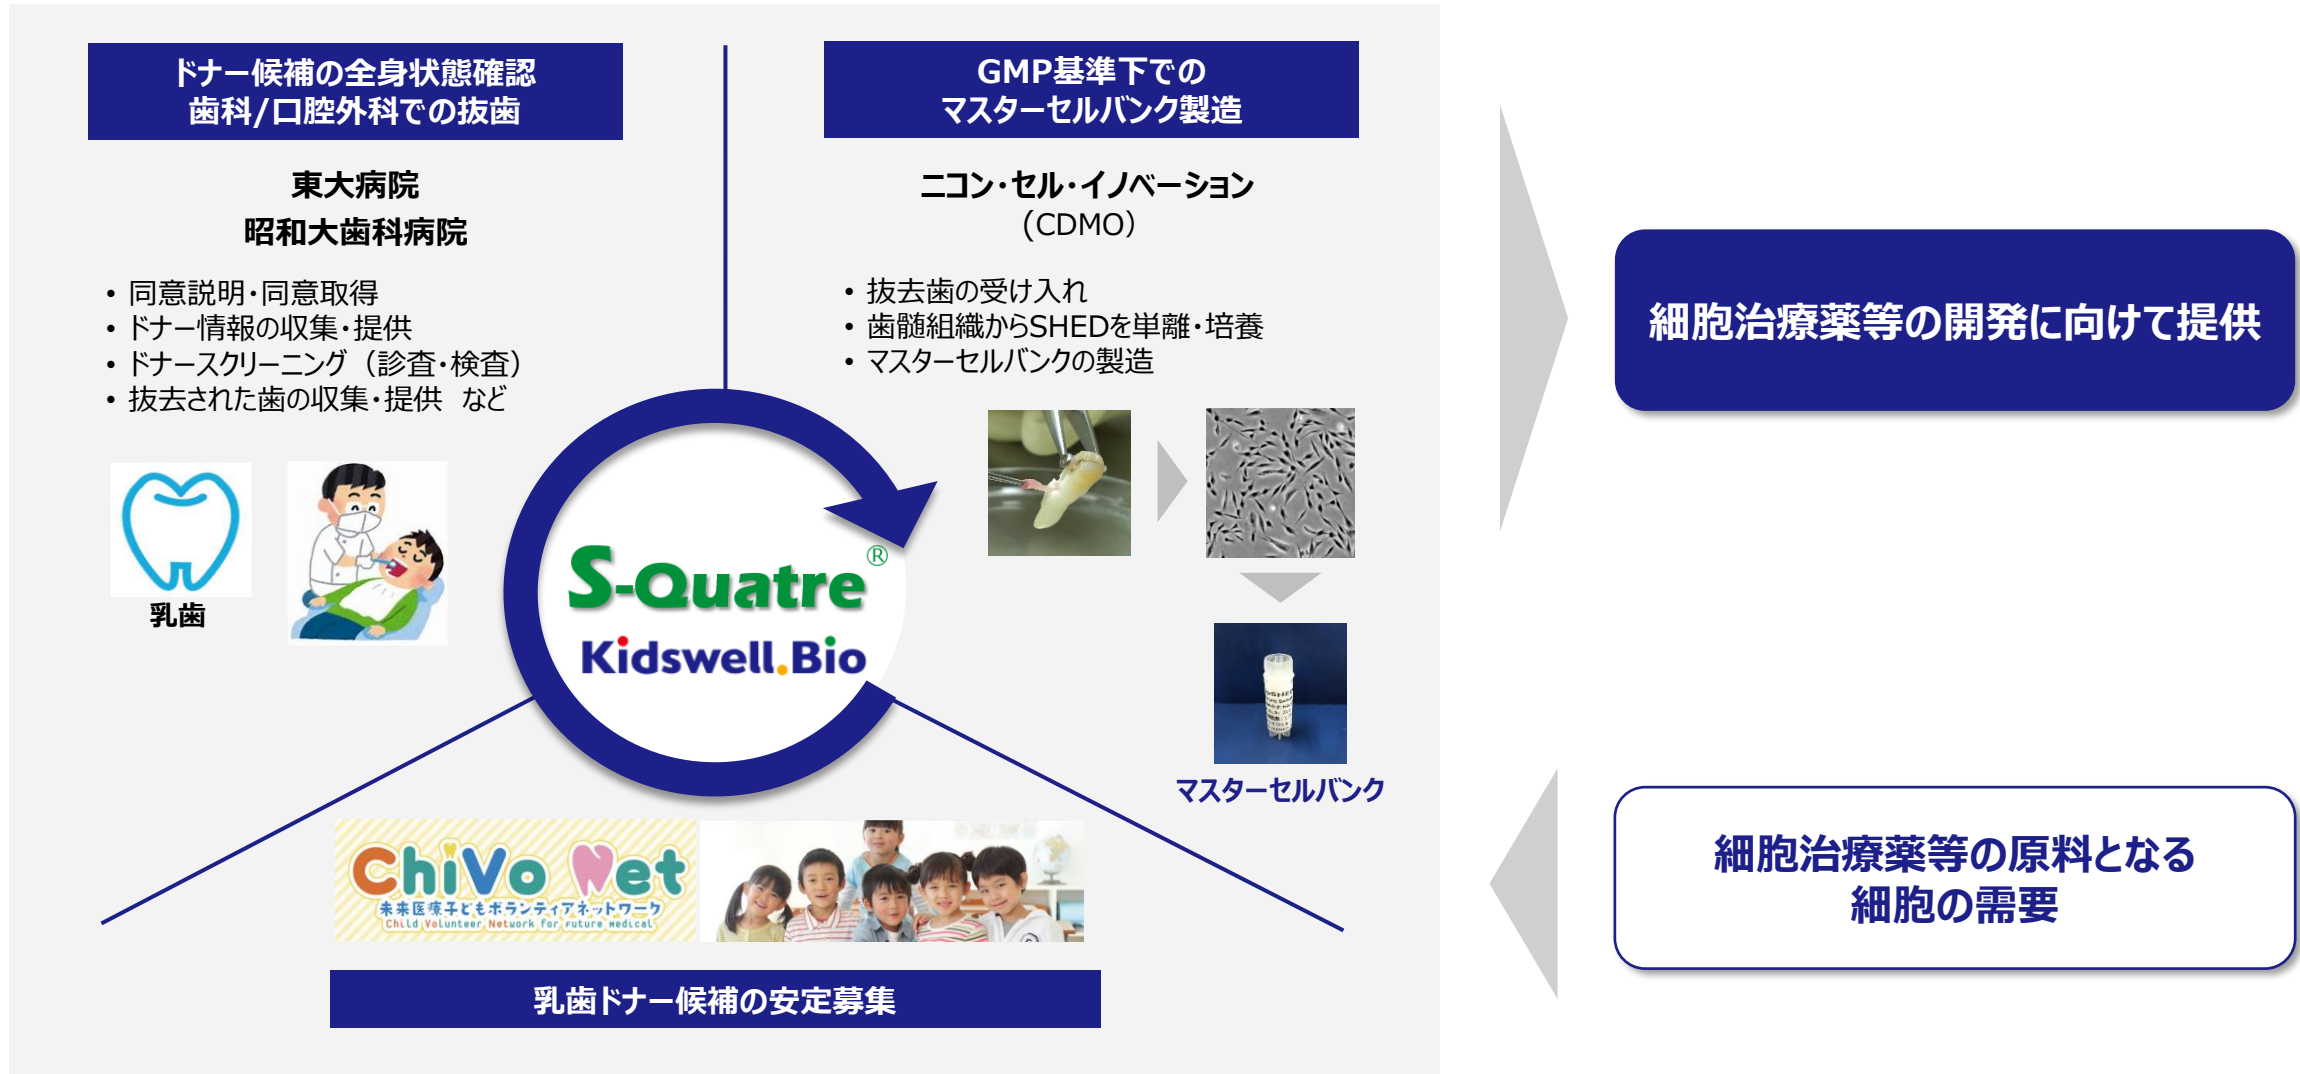 ドナー候補の全身状態確認
歯科/口腔外科での抜歯
東大病院
昭和大歯科病院
• 同意説明・同意取得
• ドナー情報の収集・提供
• ドナースクリーニング（診査・検査）
• 抜去された歯の収集・提供 など
乳歯
GMP基準下での
マスターセルバンク製造
ニコン・セル・イノベーション
(CDMO）
• 抜去歯の受け入れ
• 歯髄組織からSHEDを単離・培養
• マスターセルバンクの製造
マスターセルバンク
S-Quatre®
Kidswell.Bio
ChiVo Net
未来医療子どもボランティアネットワーク
Child Volunteer Network for Future Medical
乳歯ドナー候補の安定募集
細胞治療薬等の開発に向けて提供
細胞治療薬等の原料となる
細胞の需要